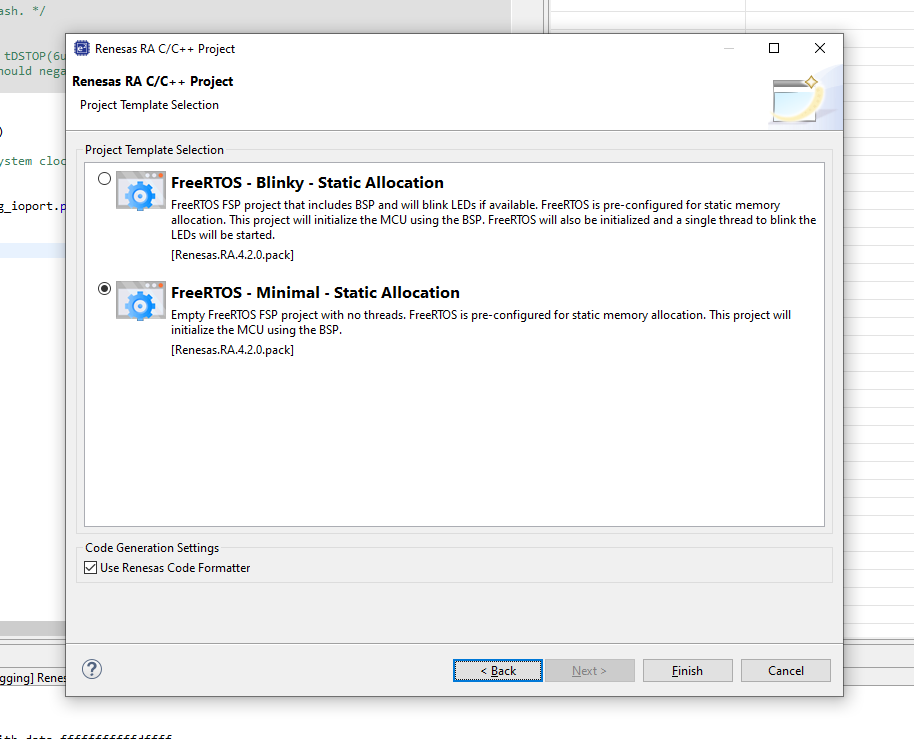 ash. */
tDSTOP(6u
hould nega
)
ystem cloc
g_ioport.p
Renesas RA C/C++ Project
Renesas RA C/C++ Project
Project Template Selection
Project Template Selection
FreeRTOS - Blinky - Static Allocation
FreeRTOS FSP project that includes BSP and will blink LEDs if available. FreeRTOS is pre-configured for static memory
allocation. This project will initialize the MCU using the BSP. FreeRTOS will also be initialized and a single thread to blink the
LEDs will be started.
[Renesas.RA.4.2.0.pack]
FreeRTOS - Minimal - Static Allocation
Empty FreeRTOS FSP project with no threads. FreeRTOS is pre-configured for static memory allocation. This project will
initialize the MCU using the BSP.
[Renesas.RA.4.2.0.pack]
Code Generation Settings
Use Renesas Code Formatter
?
< Back
Next >
Finish
Cancel
gging] Renes